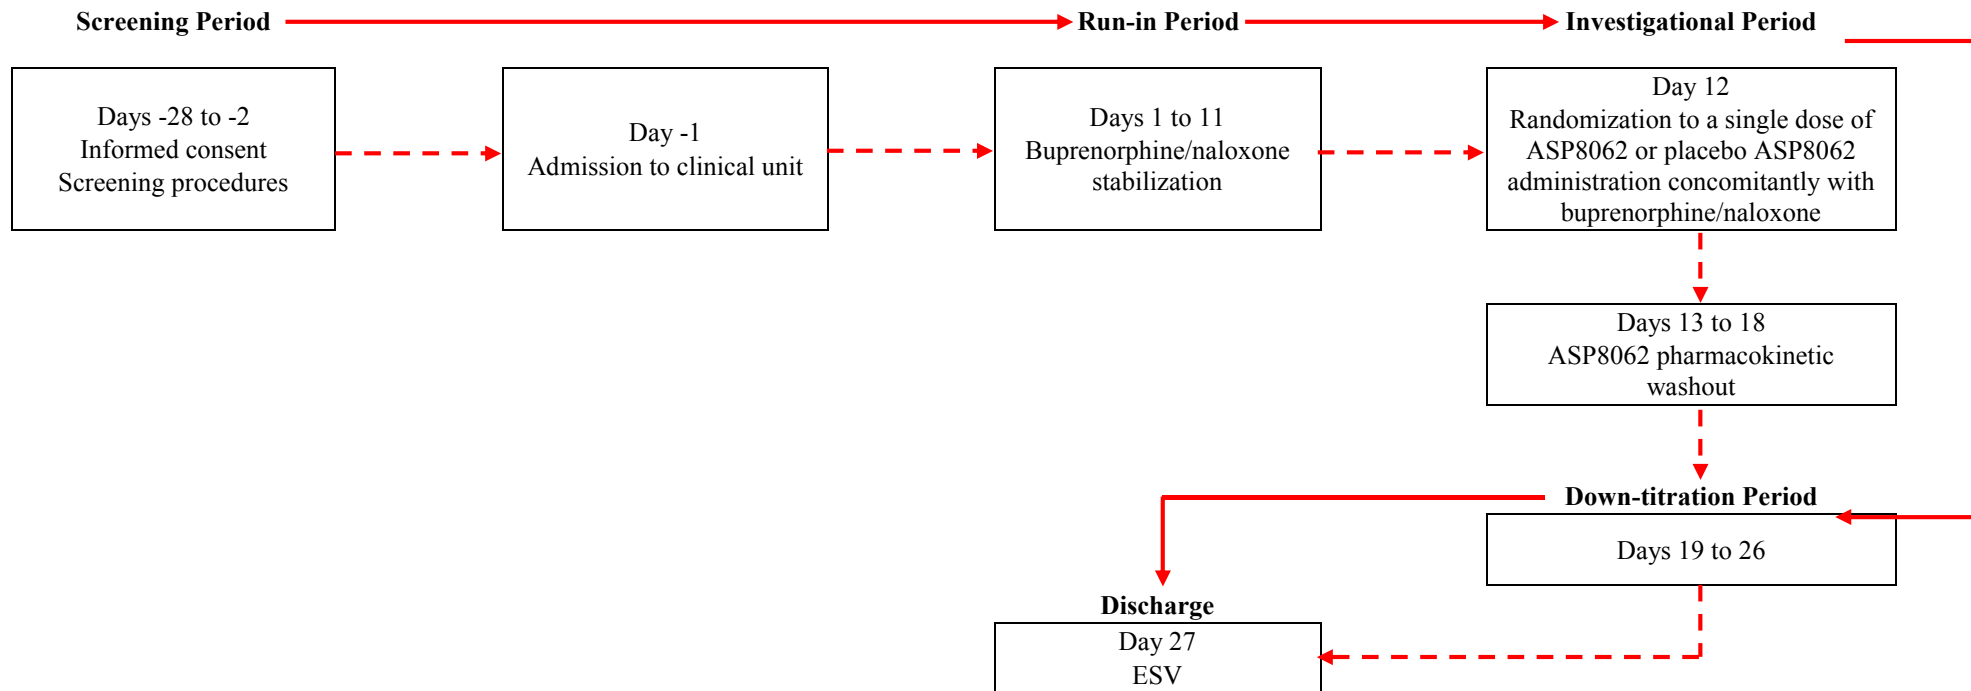 Screening Period
Run-in Period
Investigational Period
Days -28 to -2
Informed consent
Screening procedures
Day -1
Admission to clinical unit
Days 1 to 11
Buprenorphine/naloxone
stabilization
Day 12
Randomization to a single dose of
ASP8062 or placebo ASP8062
administration concomitantly with
buprenorphine/naloxone
Days 13 to 18
ASP8062 pharmacokinetic
washout
Down-titration Period
Days 19 to 26
Discharge
Day 27
ESV